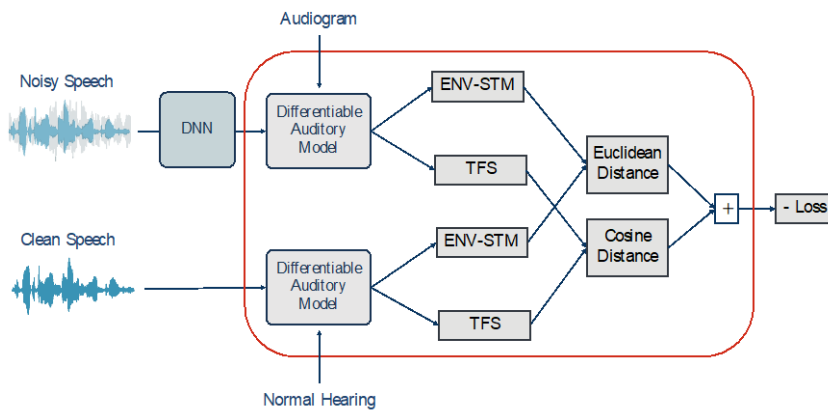 Audiogram
Noisy Speech
DNN
Differentiable
Auditory
Model
ENV-STM
TFS
Euclidean
Distance
+
- Loss
Clean Speech
Differentiable
Auditory
Model
ENV-STM
TFS
Cosine
Distance
Normal Hearing